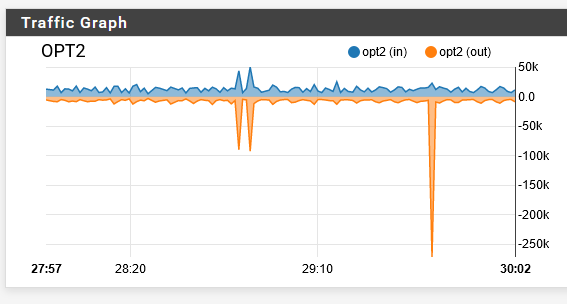 Traffic Graph
OPT2
opt2 (in) opt2 (out)
50k
0.0
-50k
-100k
-150k
-200k
-250k
27:57 28:20 29:10 30:02